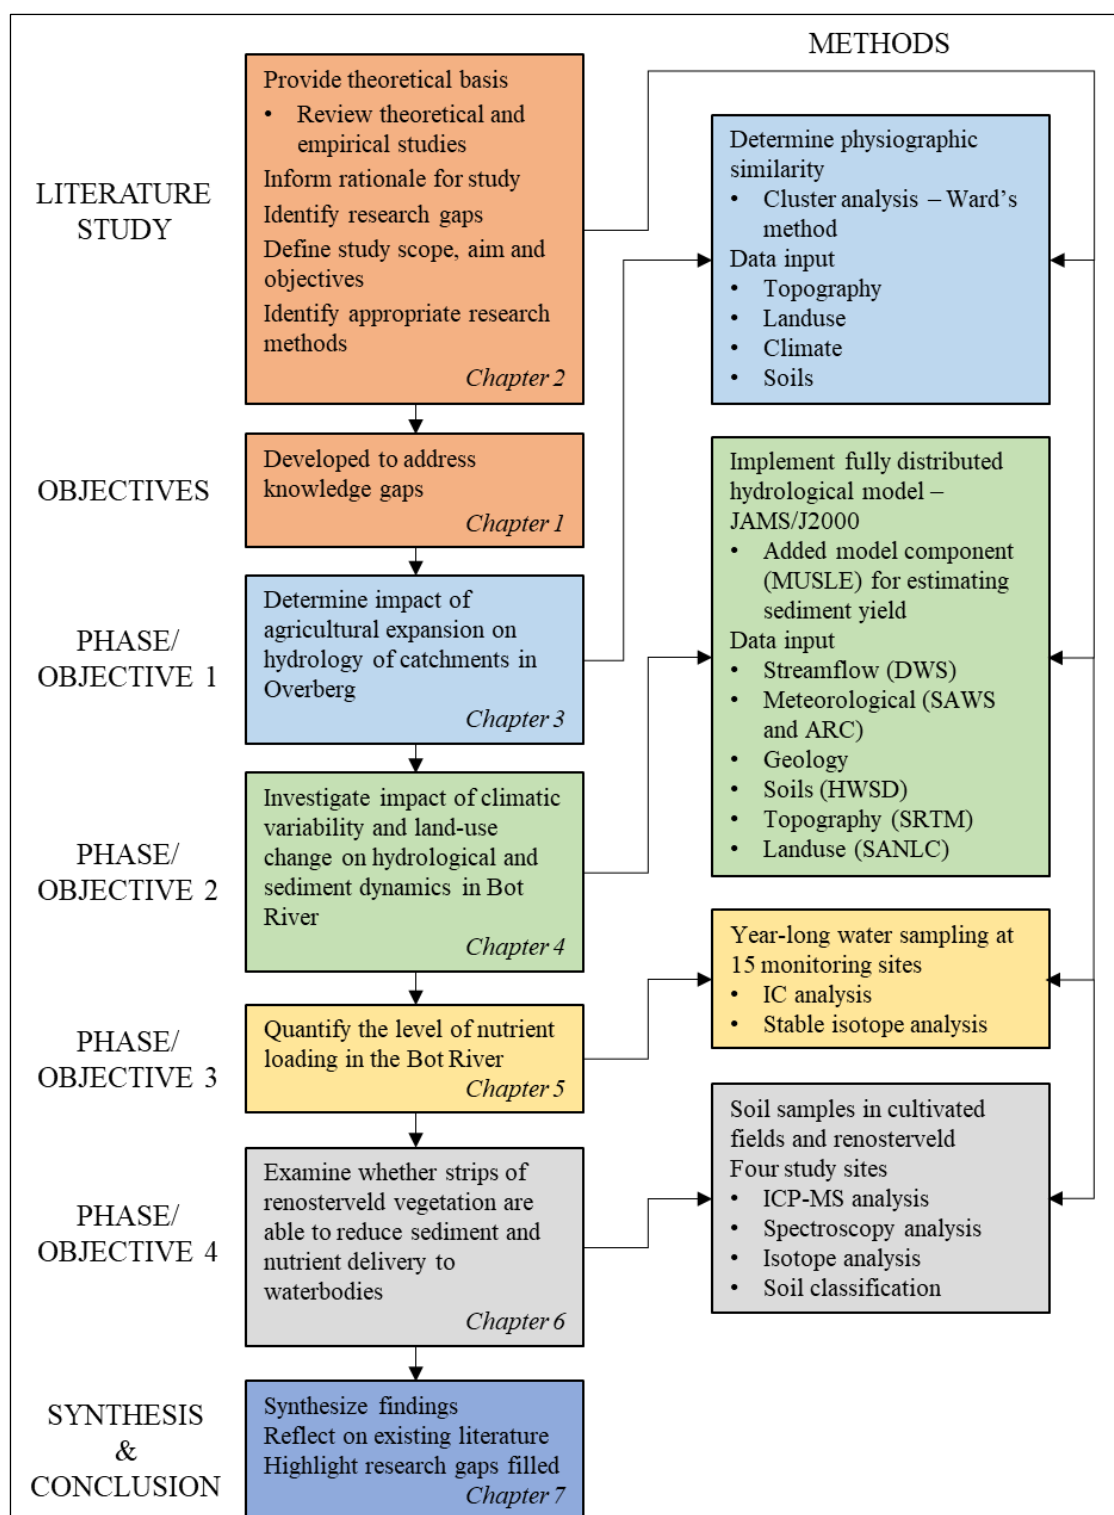 METHODS
LITERATURE
STUDY
Provide theoretical basis
• Review theoretical and
empirical studies
Inform rationale for study
Identify research gaps
Define study scope, aim and
objectives
Identify appropriate research
methods
Chapter 2
Determine physiographic
similarity
• Cluster analysis – Ward’s
method
Data input
• Topography
• Landuse
• Climate
• Soils
OBJECTIVES
Developed to address
knowledge gaps
Chapter 1
PHASE/
OBJECTIVE 1
Determine impact of
agricultural expansion on
hydrology of catchments in
Overberg
Chapter 3
Implement fully distributed
hydrological model –
JAMS/J2000
• Added model component
(MUSLE) for estimating
sediment yield
Data input
• Streamflow (DWS)
• Meteorological (SAWS
and ARC)
• Geology
• Soils (HWSD)
• Topography (SRTM)
• Landuse (SANLC)
PHASE/
OBJECTIVE 2
Investigate impact of climatic
variability and land-use
change on hydrological and
sediment dynamics in Bot
River
Chapter 4
Year-long water sampling at
15 monitoring sites
• IC analysis
• Stable isotope analysis
PHASE/
OBJECTIVE 3
Quantify the level of nutrient
loading in the Bot River
Chapter 5
Soil samples in cultivated
fields and renosterveld
Four study sites
• ICP-MS analysis
• Spectroscopy analysis
• Isotope analysis
• Soil classification
PHASE/
OBJECTIVE 4
Examine whether strips of
renosterveld vegetation are
able to reduce sediment and
nutrient delivery to
waterbodies
Chapter 6
SYNTHESIS
&
CONCLUSION
Synthesize findings
Reflect on existing literature
Highlight research gaps filled
Chapter 7